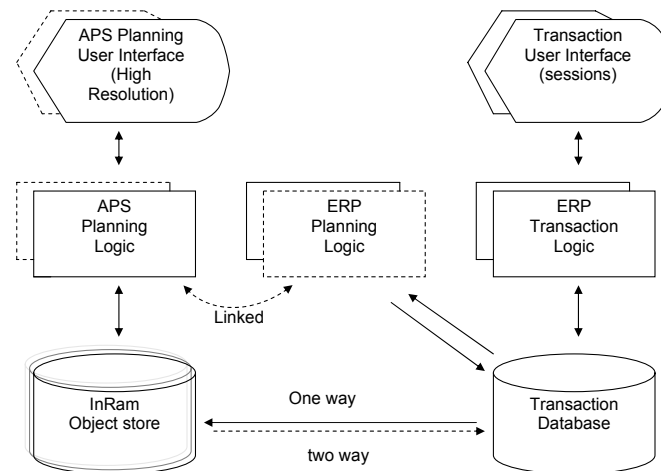 APS Planning
User Interface
(High
Resolution)
Transaction
User Interface
(sessions)
APS
Planning
Logic
ERP
Planning
Logic
ERP
Transaction
Logic
Linked
InRam
Object store
One way
two way
Transaction
Database